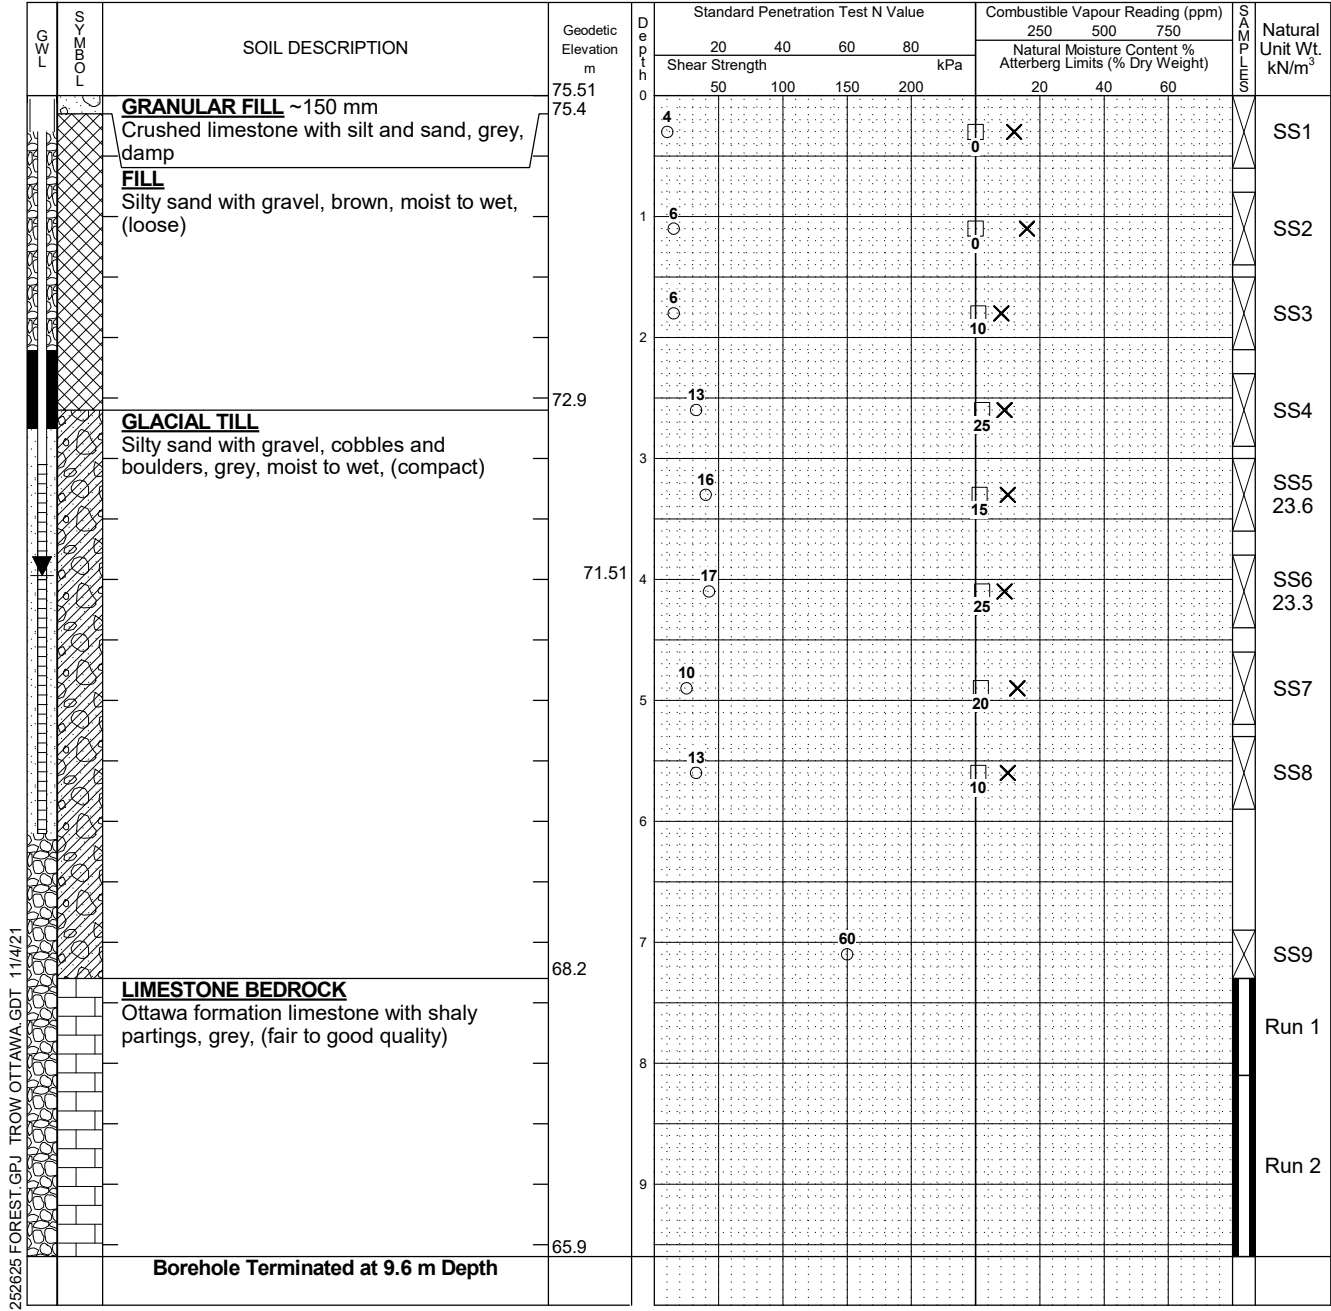 GWL
SYMBOL
SOIL DESCRIPTION
Geodetic
Elevation
m
Depth
Standard Penetration Test N Value
20 40 60 80
Shear Strength kPa
50 100 150 200
Combustible Vapour Reading (ppm)
250 500 750
Natural Moisture Content %
Atterberg Limits (% Dry Weight)
20 40 60
SAMPLES
Natural
Unit Wt.
kN/m³
75.51
0
GRANULAR FILL ~150 mm
75.4
Crushed limestone with silt and sand, grey,
damp
4
0
SS1
FILL
Silty sand with gravel, brown, moist to wet,
(loose)
1
6
0
SS2
6
10
SS3
2
72.9
13
25
SS4
GLACIAL TILL
Silty sand with gravel, cobbles and
boulders, grey, moist to wet, (compact)
3
16
15
SS5
23.6
71.51
4
17
25
SS6
23.3
10
20
SS7
5
13
10
SS8
6
7
60
SS9
68.2
LIMESTONE BEDROCK
Ottawa formation limestone with shaly
partings, grey, (fair to good quality)
Run 1
8
Run 2
9
65.9
Borehole Terminated at 9.6 m Depth
252625 FOREST.GPJ TROW OTTAWA.GDT 11/4/21